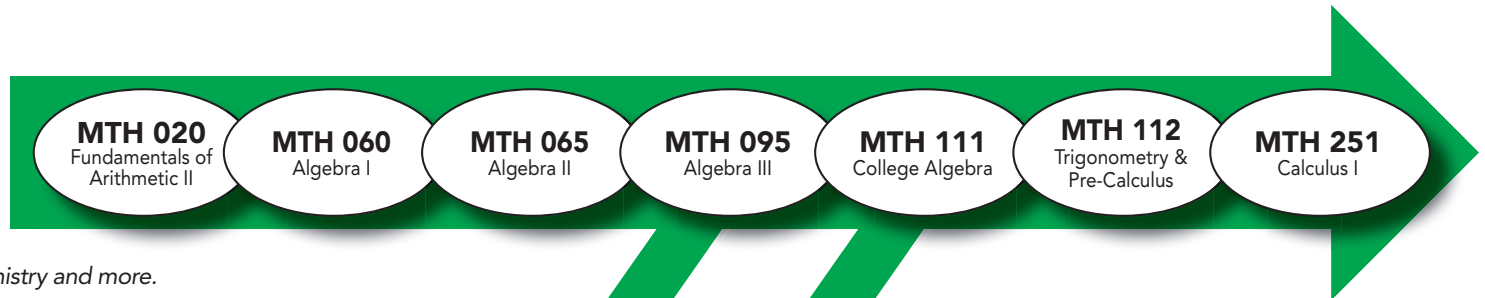 MTH 020
Fundamentals of
Arithmetic II
MTH 060
Algebra I
MTH 065
Algebra II
MTH 095
Algebra III
MTH 111
College Algebra
MTH 112
Trigonometry &
Pre-Calculus
MTH 251
Calculus I
and more.